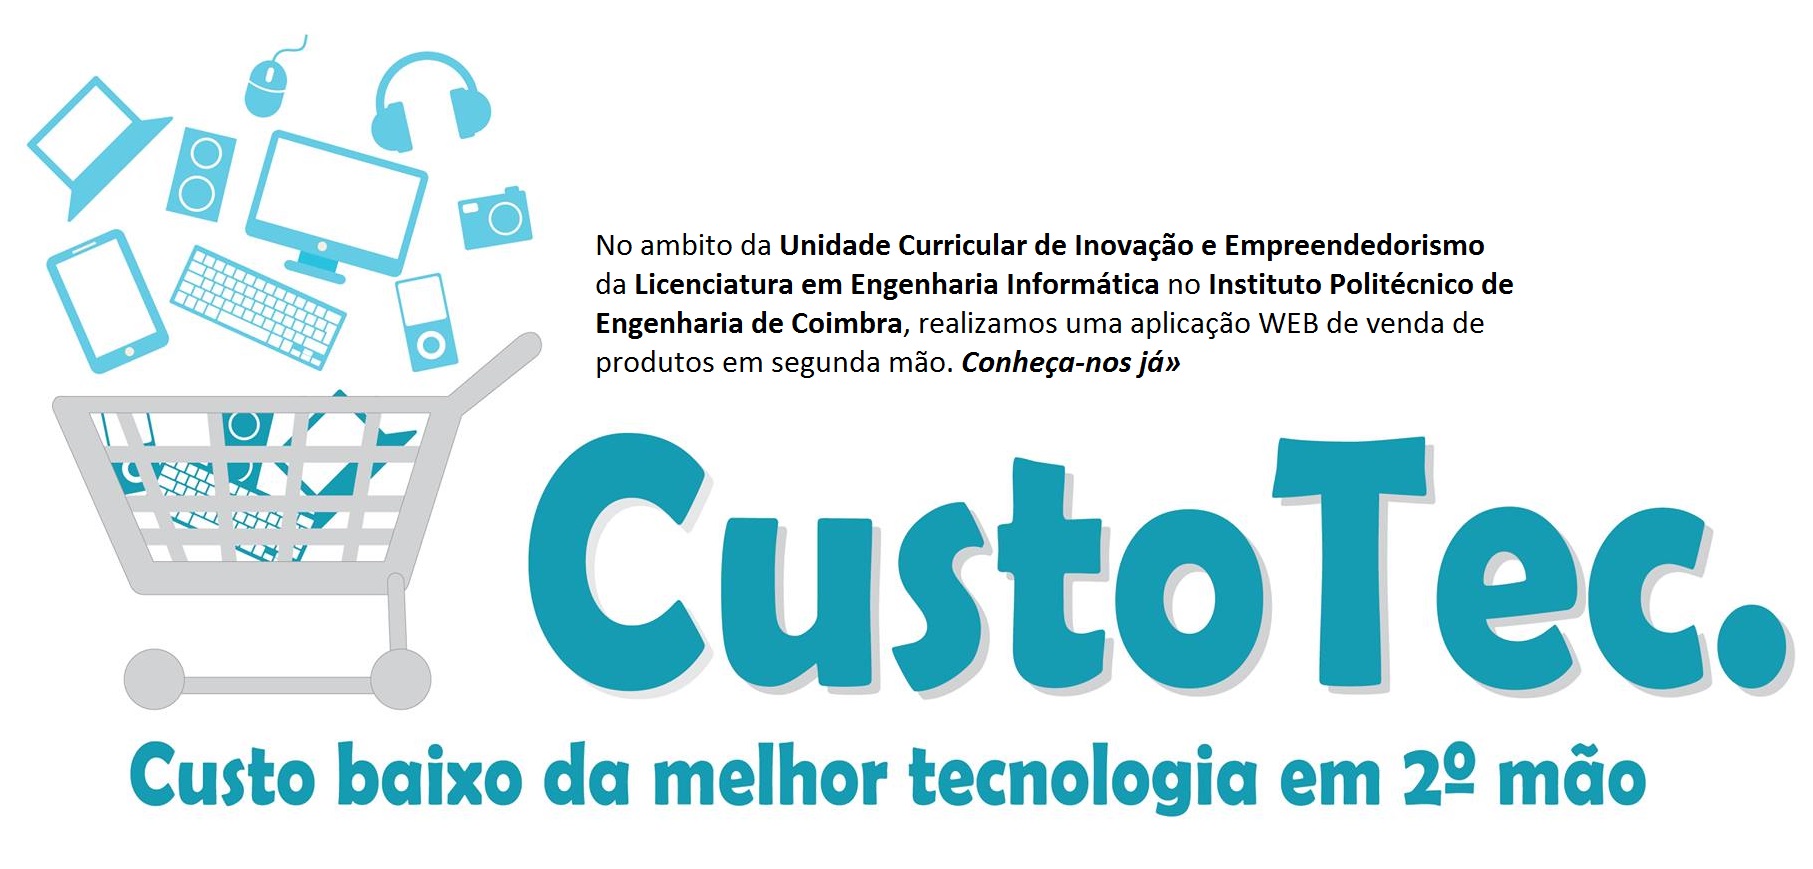 No ambito da Unidade Curricular de Inovação e Empreendedorismo
da Licenciatura em Engenharia Informática no Instituto Politécnico de
Engenharia de Coimbra, realizamos uma aplicação WEB de venda de
produtos em segunda mão. Conheça-nos já»
CustoTec.
Custo baixo da melhor tecnologia em 2º mão